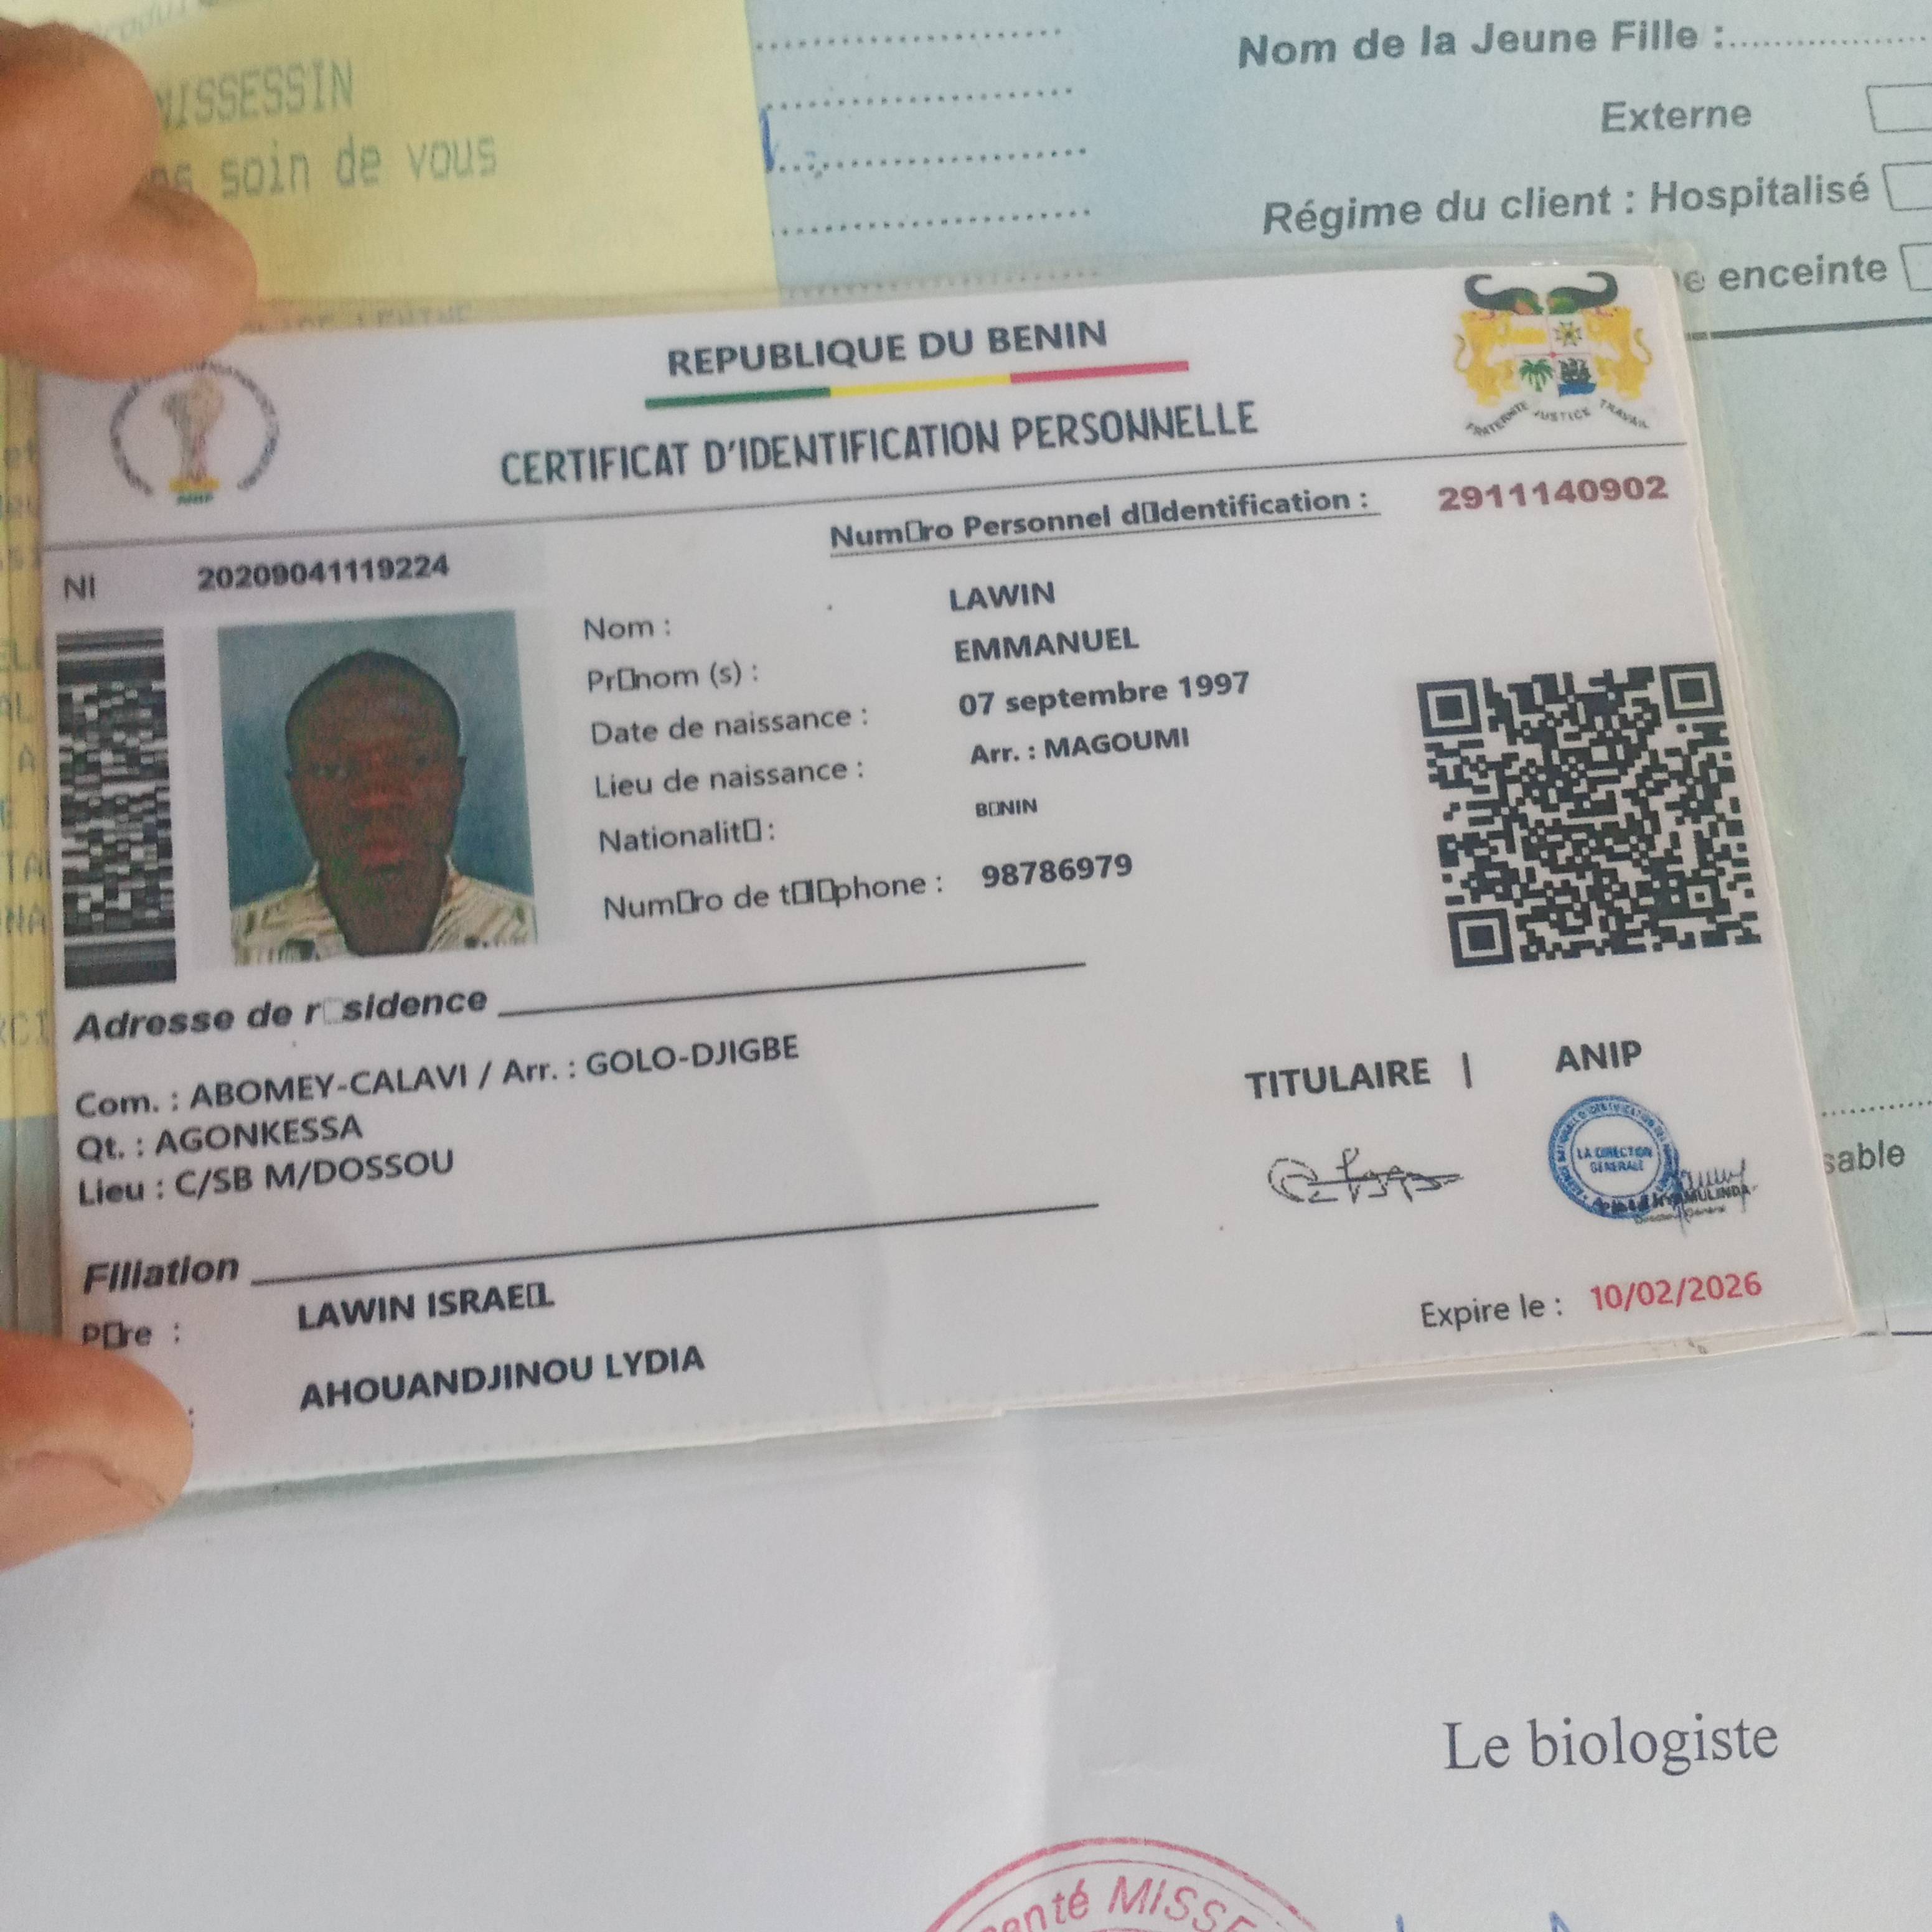 NISSESSIN
soin de vous
Nom de la Jeune Fille :
Externe
Régime du client : Hospitalisé
enceinte
REPUBLIQUE DU BENIN
CERTIFICAT D'IDENTIFICATION PERSONNELLE
FRATERNITE JUSTICE TRAVAIL
ANIP
Num□ro Personnel d□Identification : 2911140902
NI 20209041119224
Nom : LAWIN
Pr□nom (s) : EMMANUEL
Date de naissance : 07 septembre 1997
Lieu de naissance : Arr. : MAGOUMI
Nationalit□ : B□NIN
Num□ro de t□l□phone : 98786979
Adresse de r□sidence
Com. : ABOMEY-CALAVI / Arr. : GOLO-DJIGBE
Qt. : AGONKESSA
Lieu : C/SB M/DOSSOU
TITULAIRE | ANIP
LA DIRECTION
GENERALE
Filiation
P□re : LAWIN ISRAE□L
: AHOUANDJINOU LYDIA
Expire le : 10/02/2026
sable
Le biologiste
anté MISSE